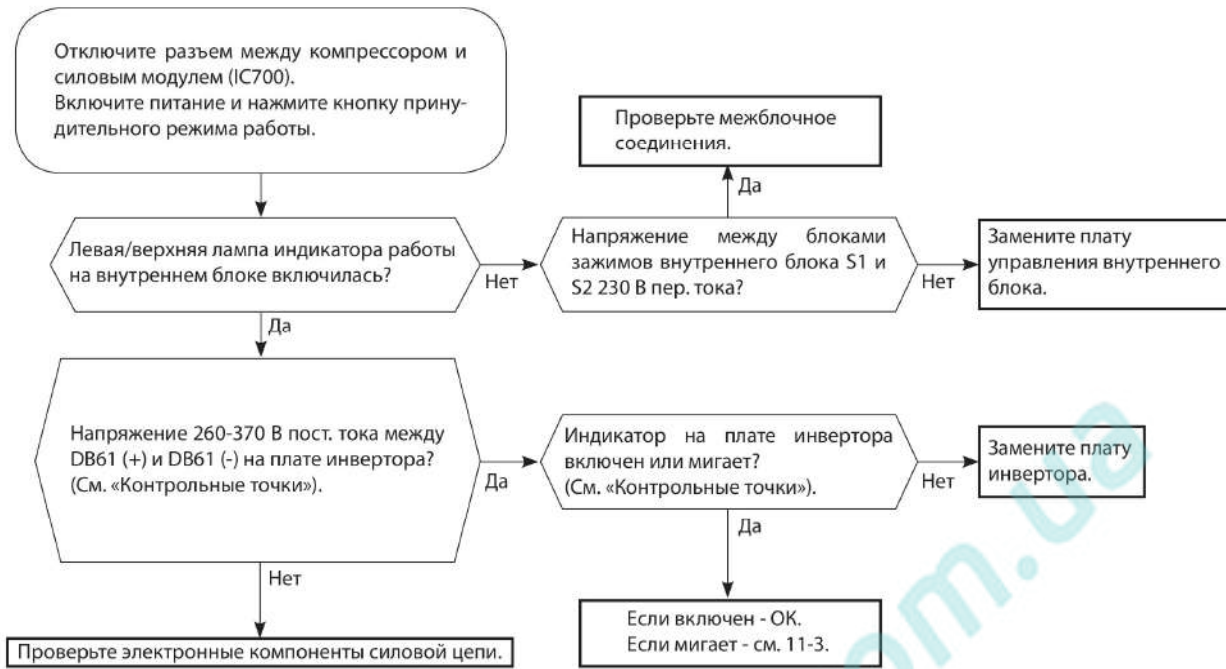 Отключите разъем между компрессором и
силовым модулем (IC700).
Включите питание и нажмите кнопку прину-
дительного режима работы.
Проверьте межблочное
соединения.
Да
Левая/верхняя лампа индикатора работы
на внутреннем блоке включилась?
Нет
Напряжение между блоками
зажимов внутреннего блока S1 и
S2 230 В пер. тока?
Нет
Замените плату
управления внутреннего
блока.
Да
Напряжение 260-370 В пост. тока между
DB61 (+) и DB61 (-) на плате инвертора?
(См. «Контрольные точки»).
Да
Индикатор на плате инвертора
включен или мигает?
(См. «Контрольные точки»).
Нет
Замените плату
инвертора.
Да
Нет
Если включен - OK.
Если мигает - см. 11-3.
Проверьте электронные компоненты силовой цепи.
om.ua